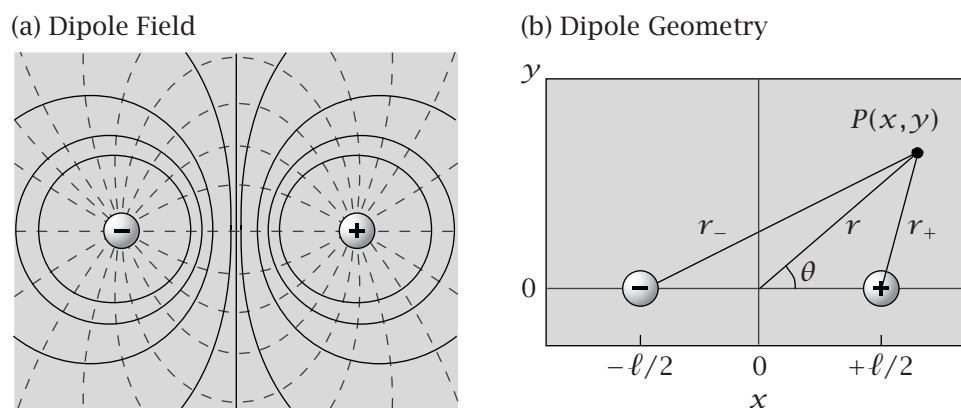 (a) Dipole Field
(b) Dipole Geometry
− +
y
P(x, y)
r− r r+
θ
0
− +
−ℓ/2 0 +ℓ/2
x